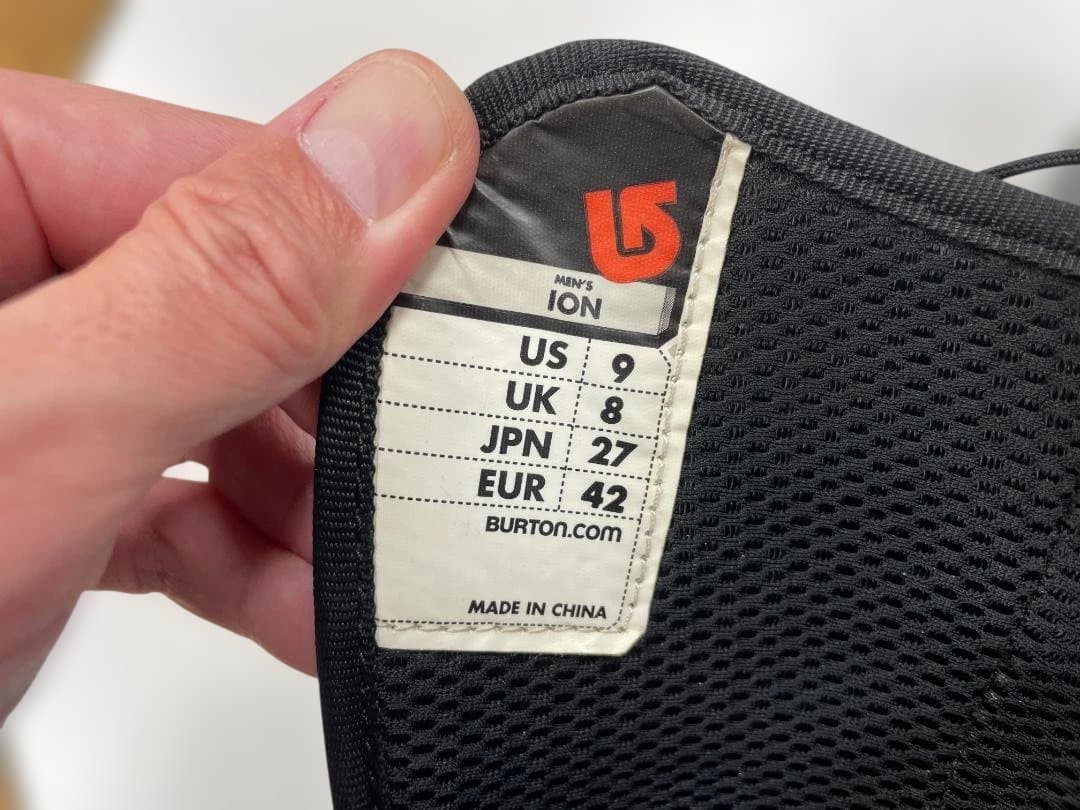 MEN'S
ION
US 9
UK 8
JPN 27
EUR 42
BURTON.COM
MADE IN CHINA